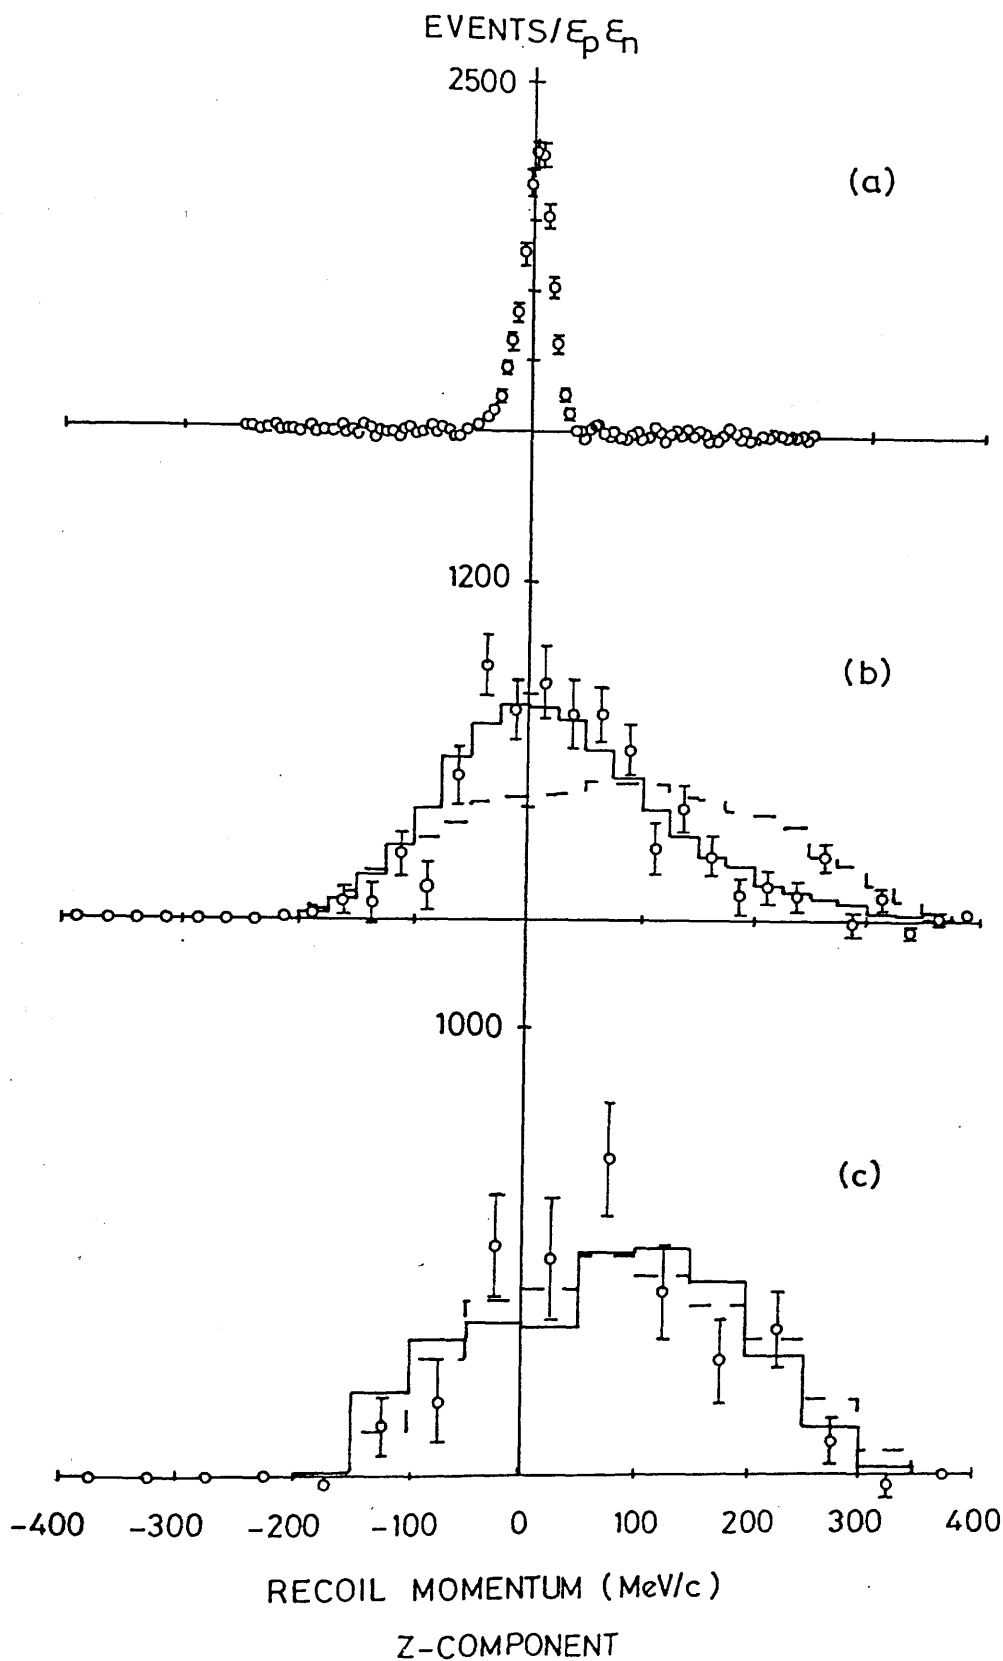 EVENTS/εpεn
2500
(a)
1200
(b)
1000
(c)
-400 -300 -200 -100 0 100 200 300 400
RECOIL MOMENTUM (MeV/c)
Z-COMPONENT